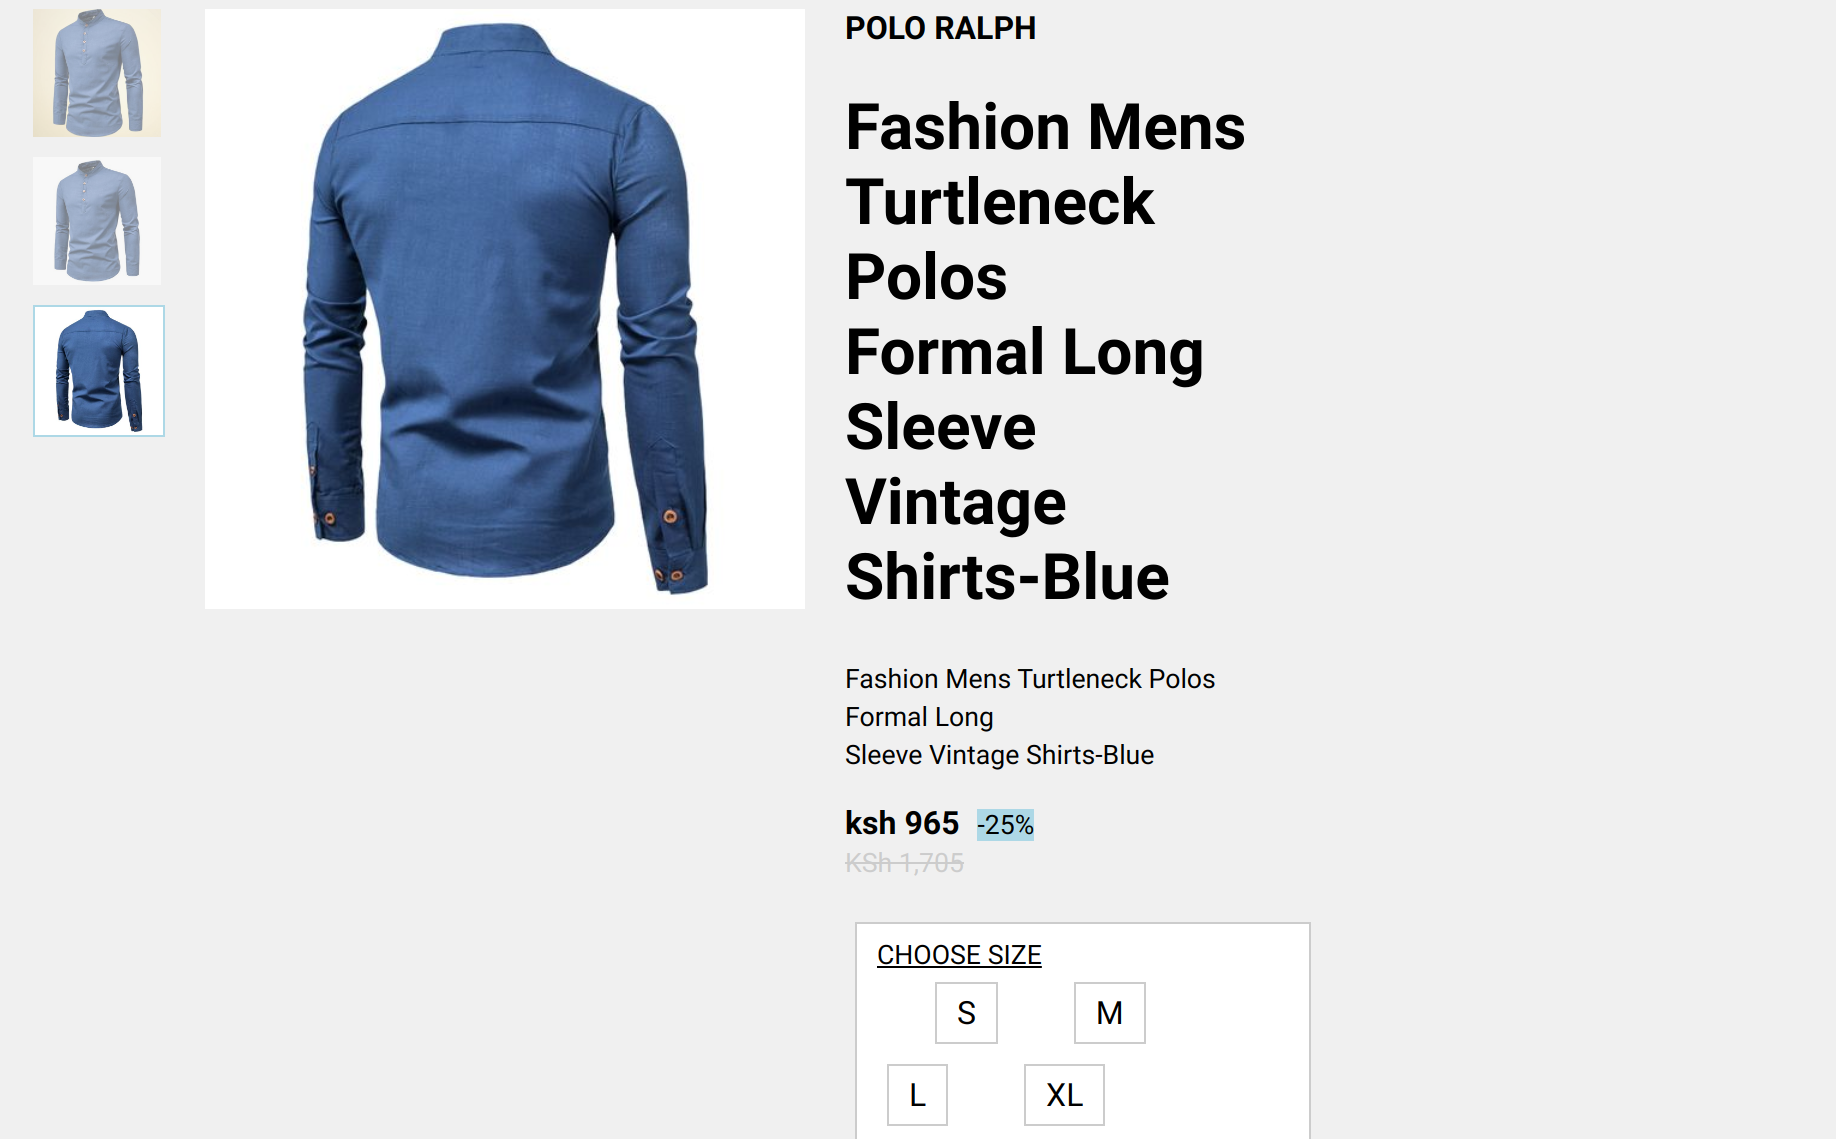 POLO RALPH
Fashion Mens
Turtleneck
Polos
Formal Long
Sleeve
Vintage
Shirts-Blue
Fashion Mens Turtleneck Polos
Formal Long
Sleeve Vintage Shirts-Blue
ksh 965 -25%
KSh 1,705
CHOOSE SIZE
S M
L XL